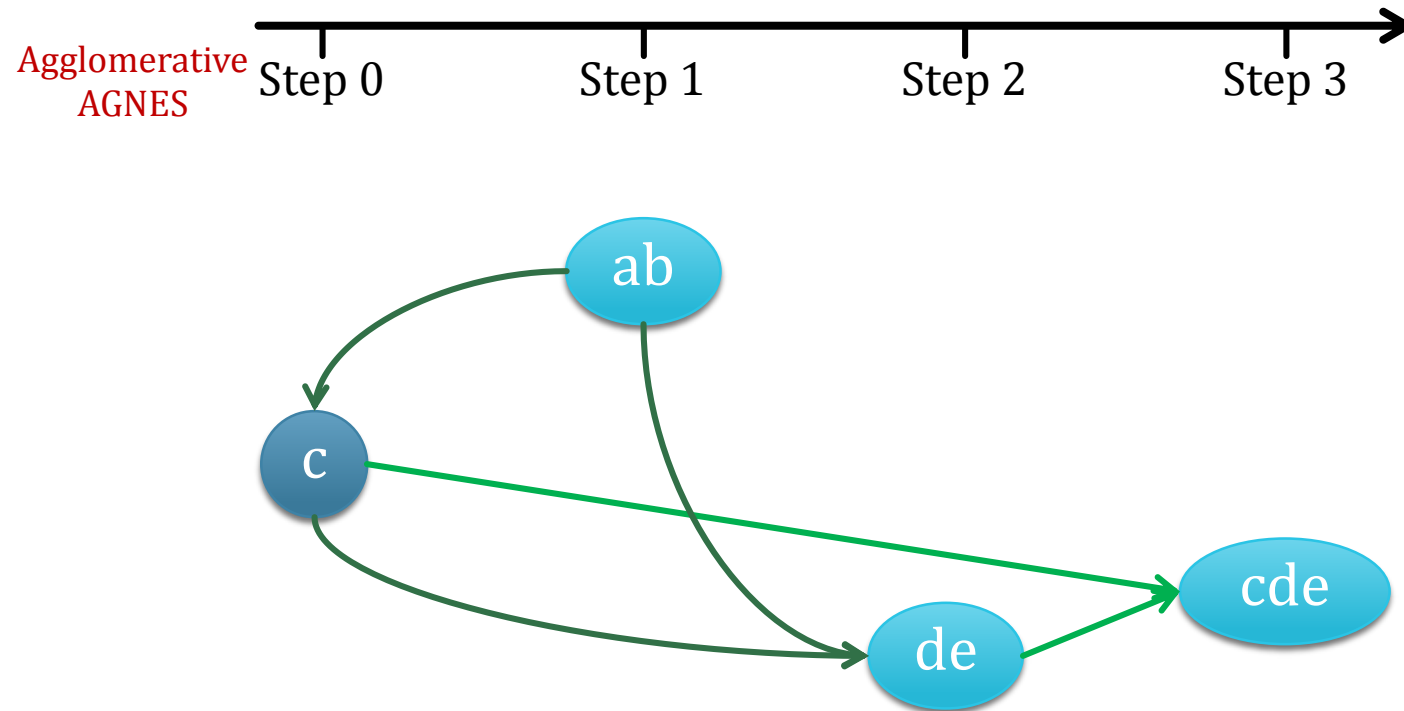 Agglomerative
AGNES
Step 0
Step 1
Step 2
Step 3
ab
c
cde
de